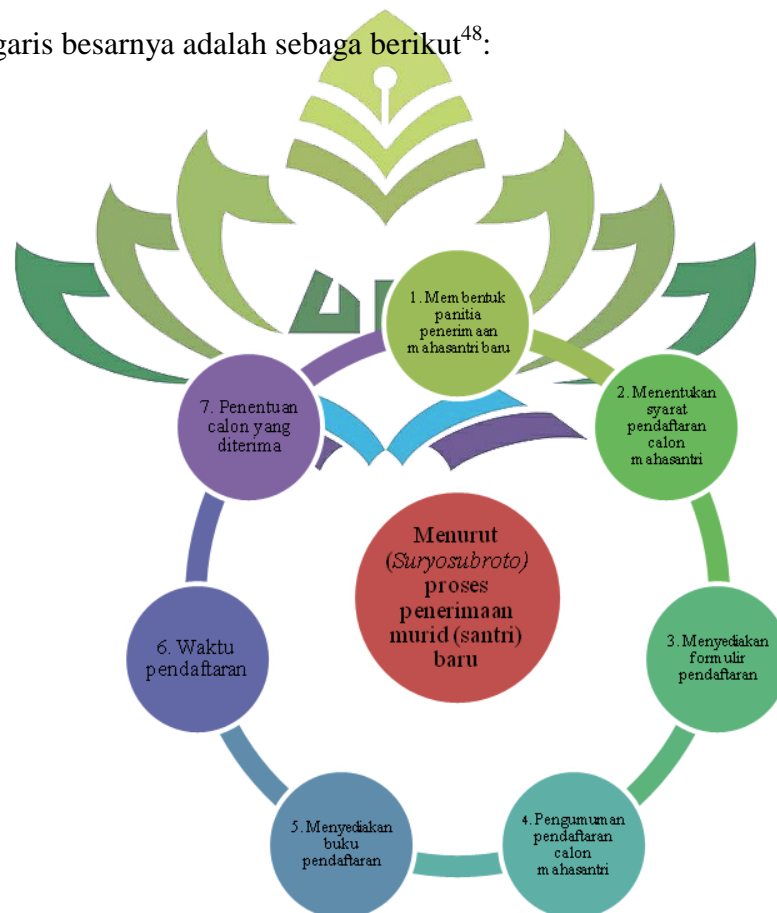 garis besarnya adalah sebaga berikut48:
1. Membentuk
panitia
penerimaan
mahasantri baru
2. Menentukan
syarat
pendaftaran
calon
mahasantri
3. Menyediakan
formulir
pendaftaran
4. Pengumuman
pendaftaran
calon
mahasantri
5. Menyediakan
buku
pendaftaran
6. Waktu
pendaftaran
7. Penentuan
calon yang
diterima
Menurut
(Suryosubroto)
proses
penerimaan
murid (santri)
baru